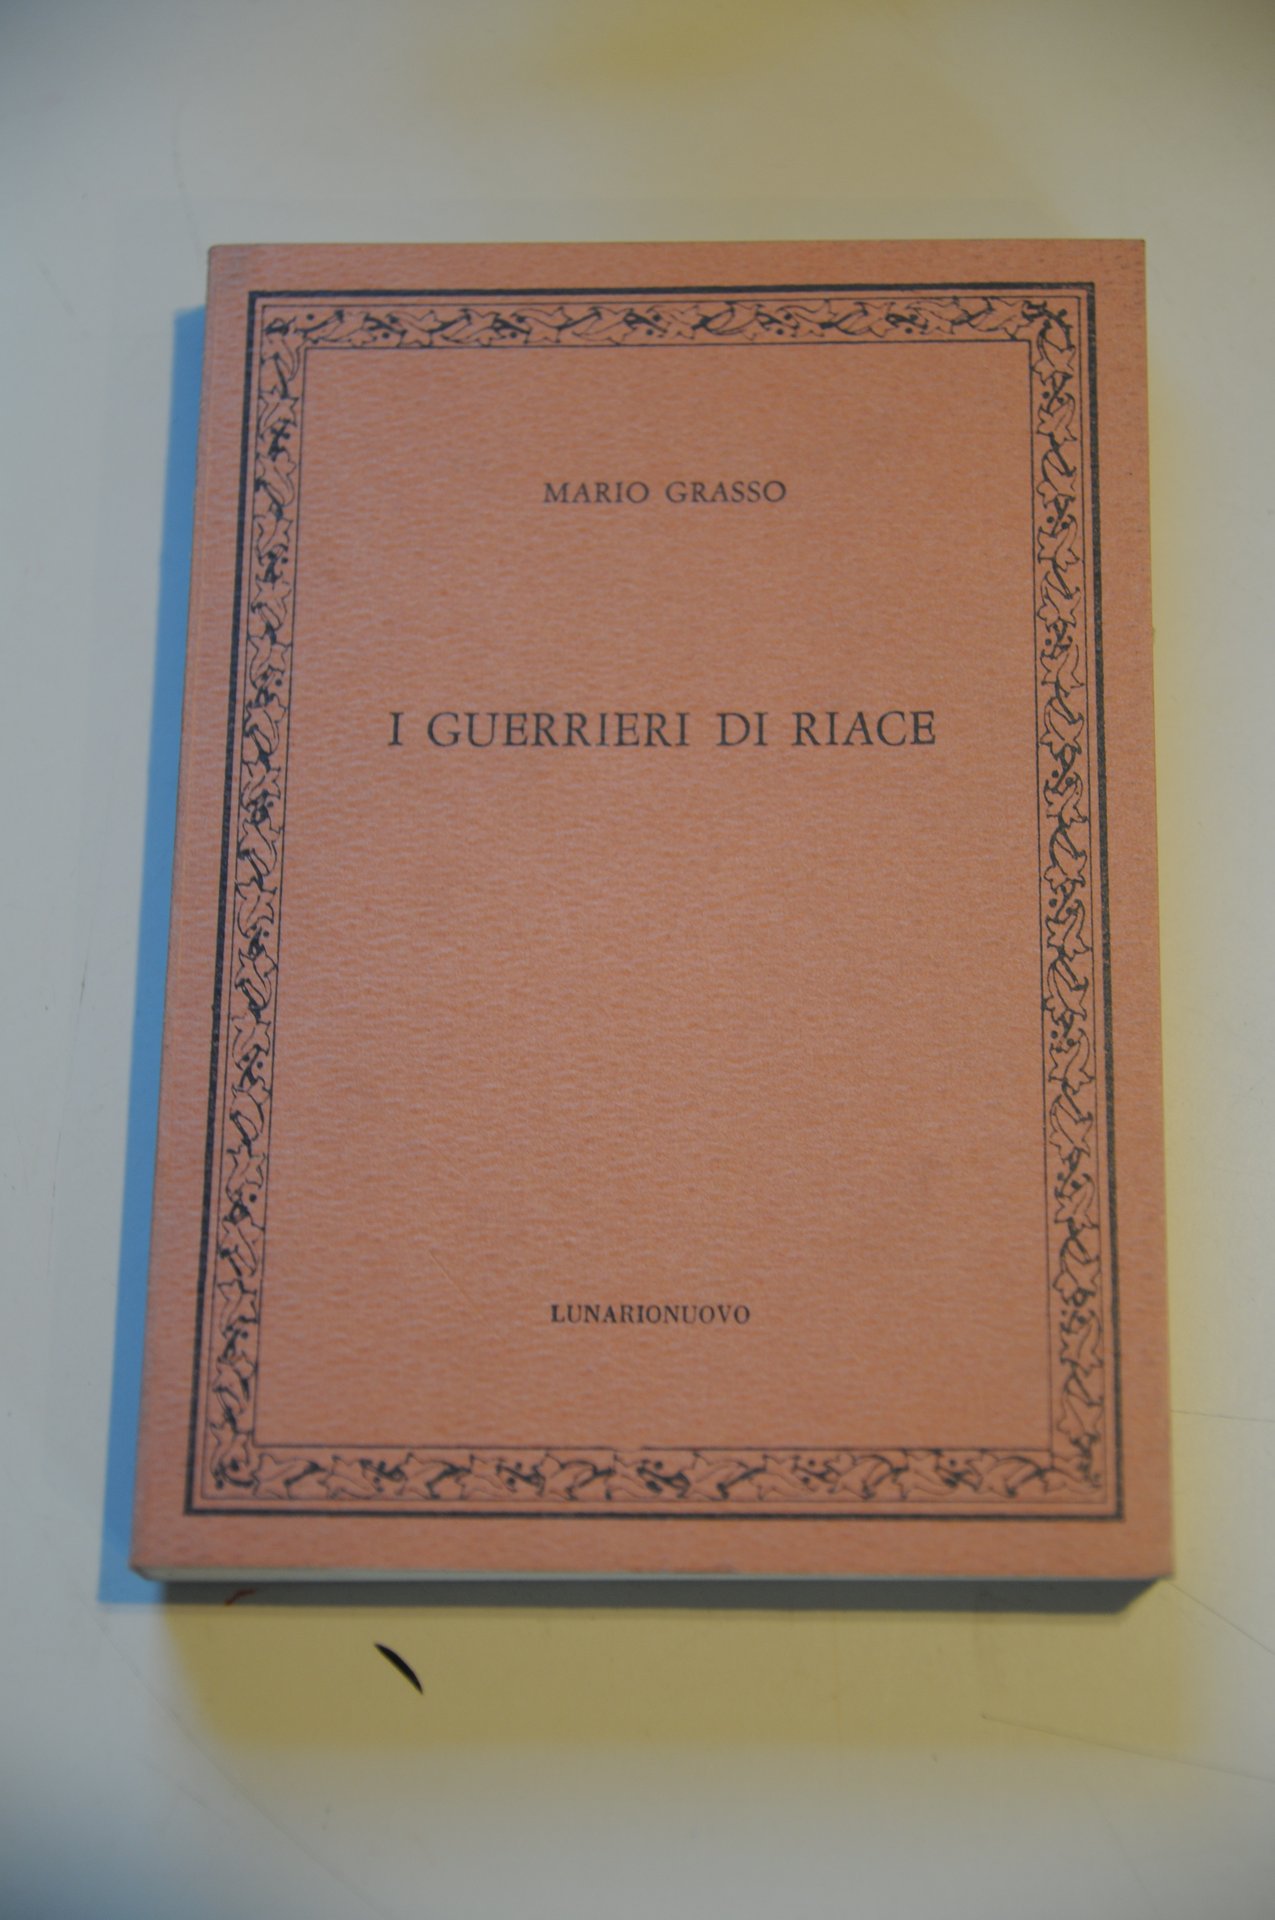 MARIO GRASSO
I GUERRIERI DI RIACE
LUNARIONUOVO